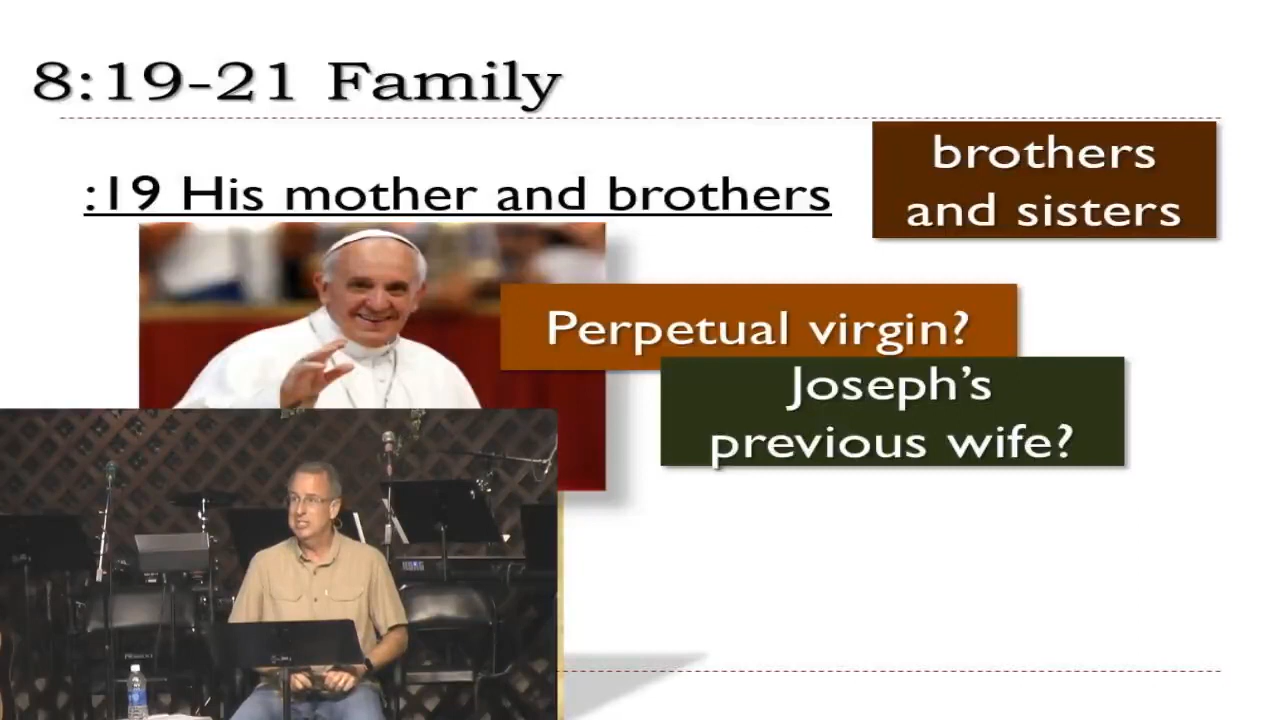 8:19-21 Family
:19 His mother and brothers
brothers
and sisters
Perpetual virgin?
Joseph’s
previous wife?